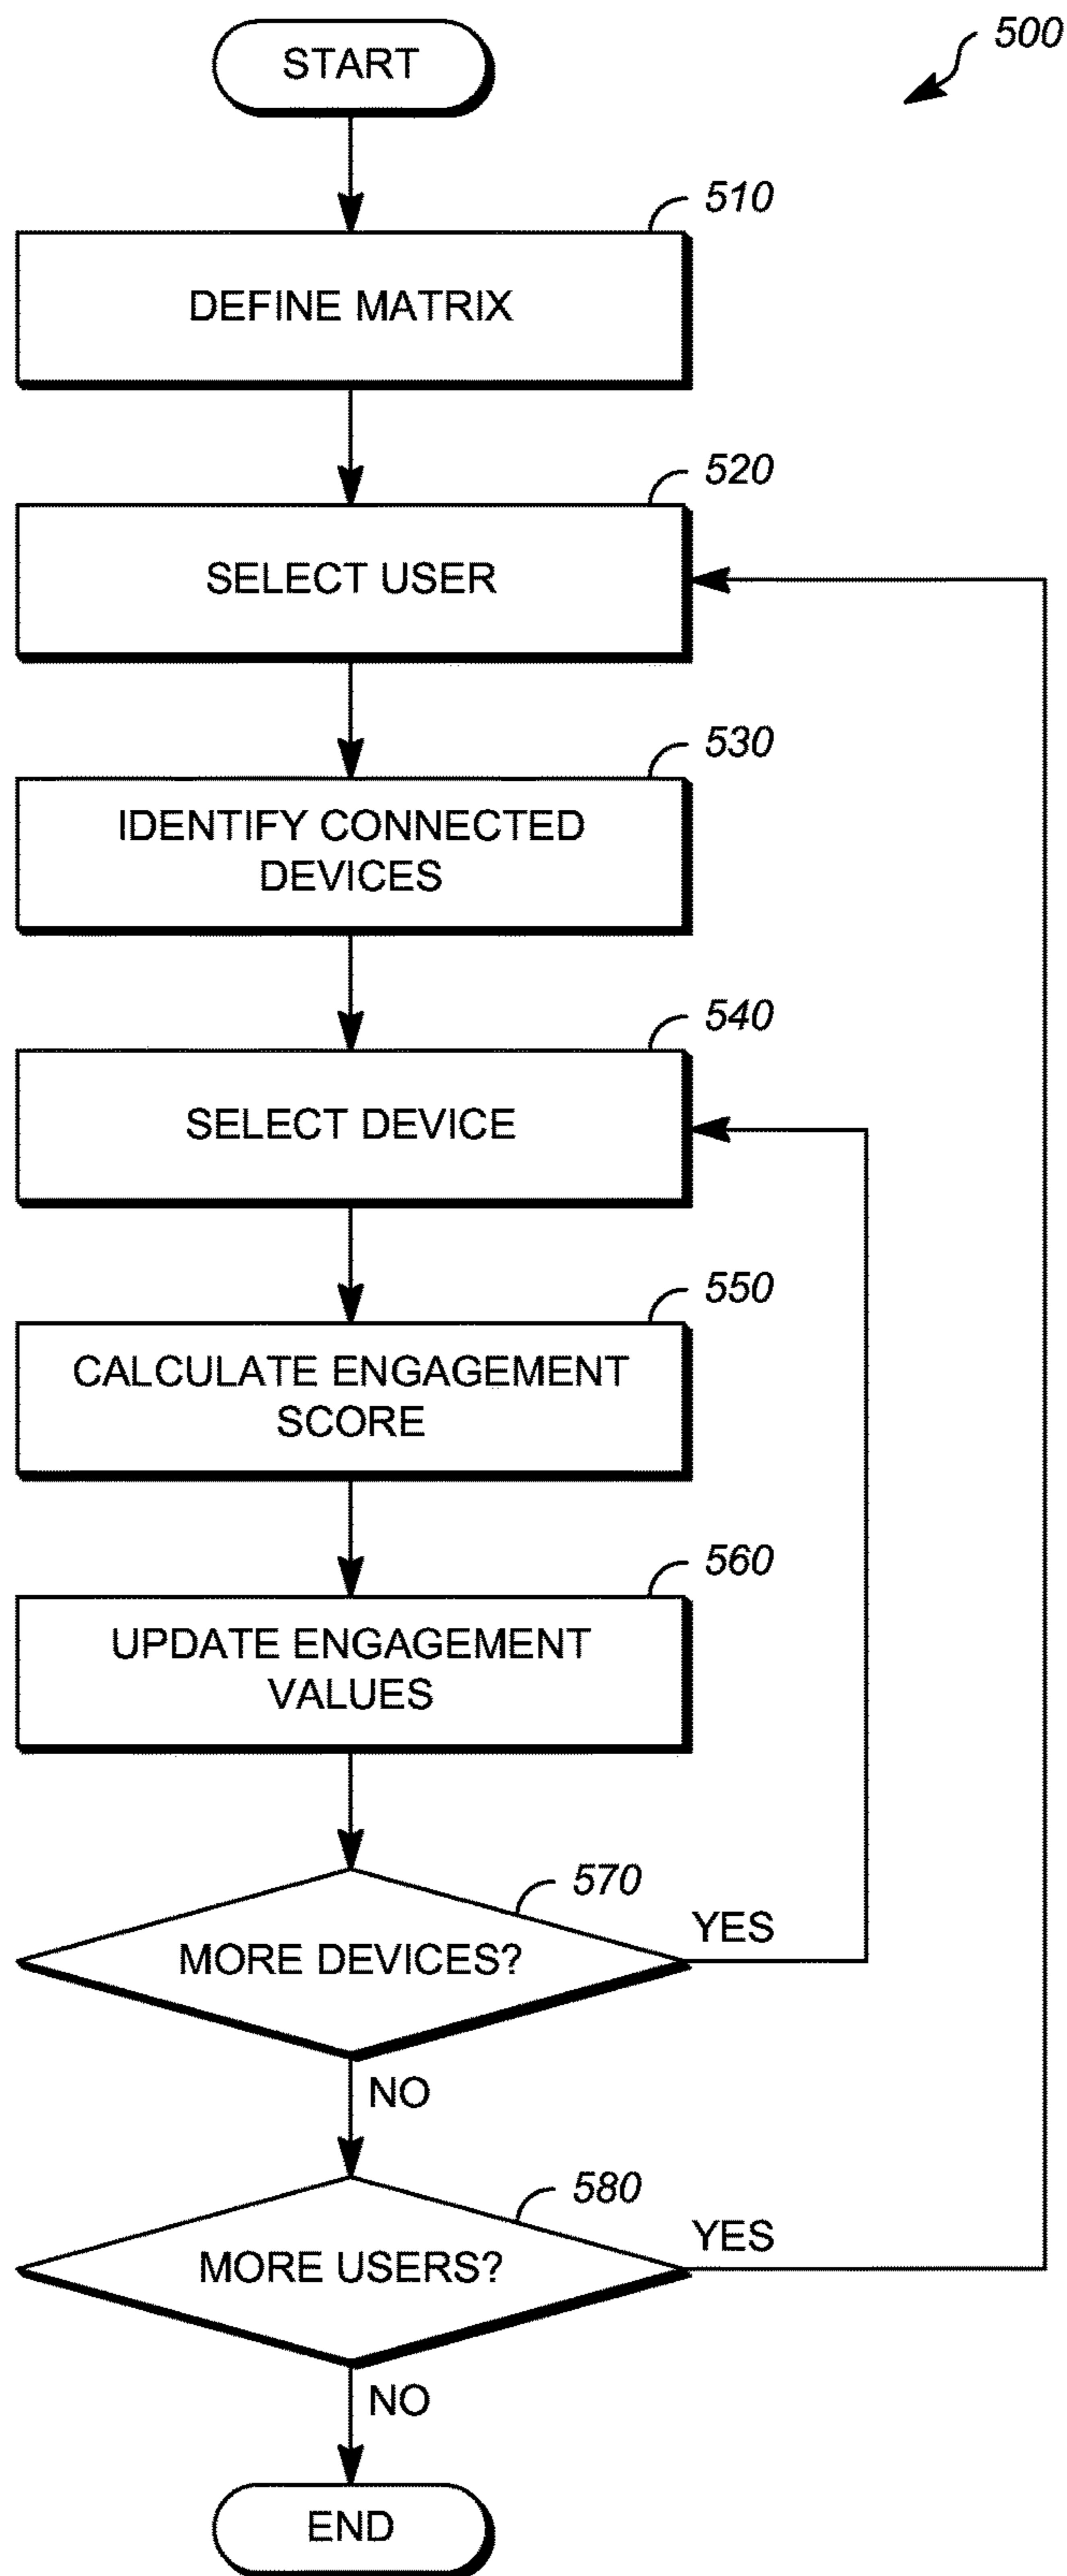 START
500
510
DEFINE MATRIX
520
SELECT USER
530
IDENTIFY CONNECTED
DEVICES
540
SELECT DEVICE
550
CALCULATE ENGAGEMENT
SCORE
560
UPDATE ENGAGEMENT
VALUES
570
MORE DEVICES?
YES
NO
580
MORE USERS?
YES
NO
END